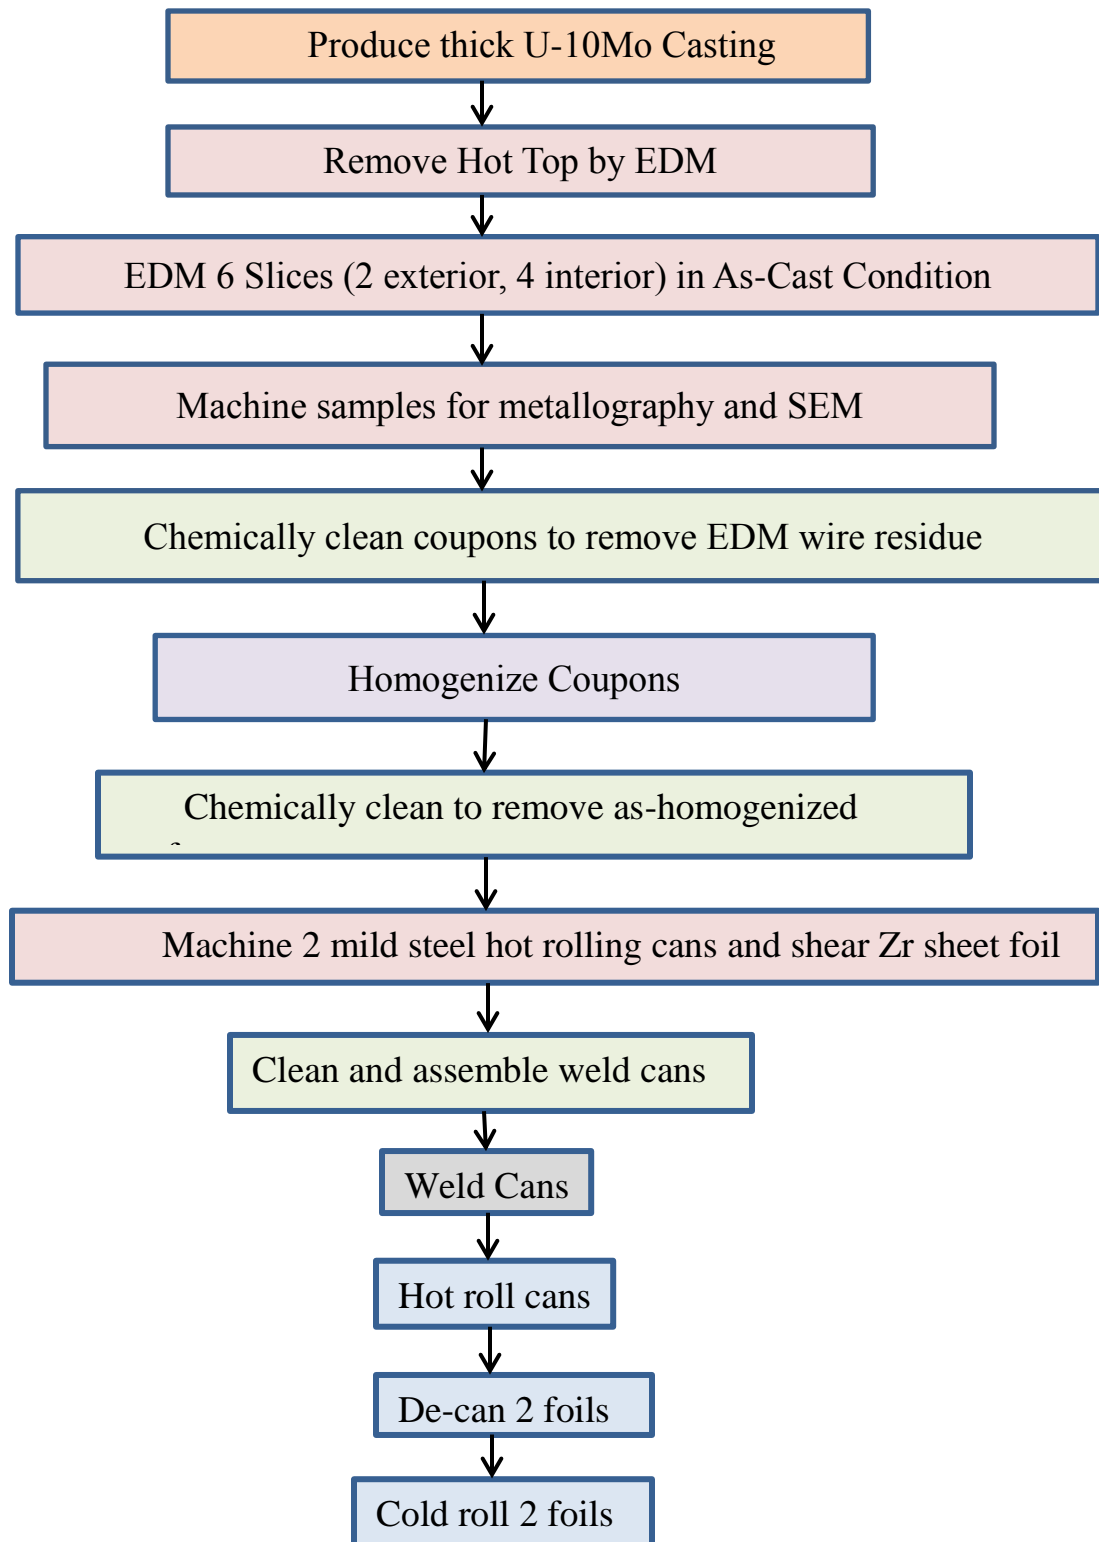 Produce thick U-10Mo Casting
Remove Hot Top by EDM
EDM 6 Slices (2 exterior, 4 interior) in As-Cast Condition
Machine samples for metallography and SEM
Chemically clean coupons to remove EDM wire residue
Homogenize Coupons
Chemically clean to remove as-homogenized
Machine 2 mild steel hot rolling cans and shear Zr sheet foil
Clean and assemble weld cans
Weld Cans
Hot roll cans
De-can 2 foils
Cold roll 2 foils